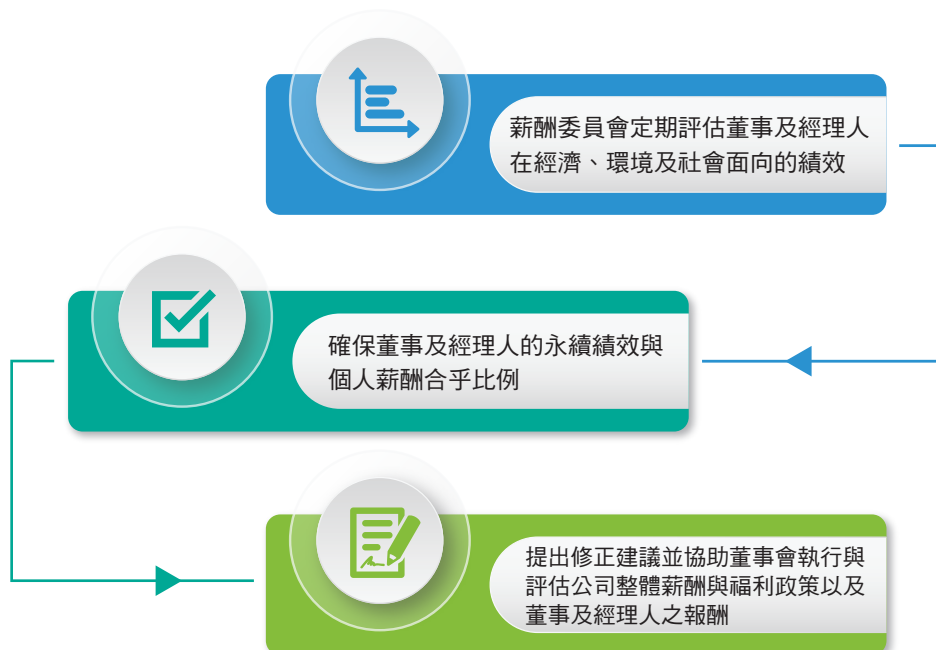 薪酬委員會定期評估董事及經理人
在經濟、環境及社會面向的績效
確保董事及經理人的永續績效與
個人薪酬合乎比例
提出修正建議並協助董事會執行與
評估公司整體薪酬與福利政策以及
董事及經理人之報酬